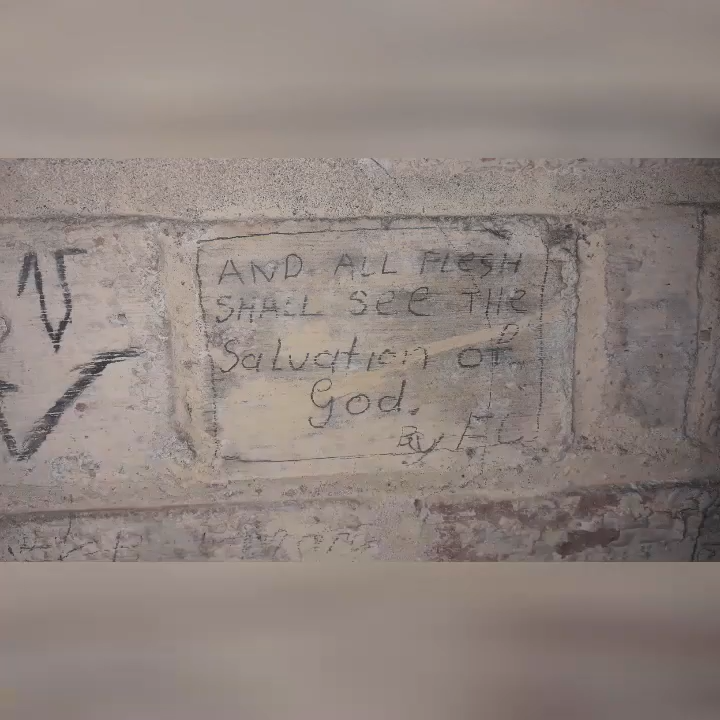 AND ALL FLESH
SHALL see THe
Salvation of
God.
By